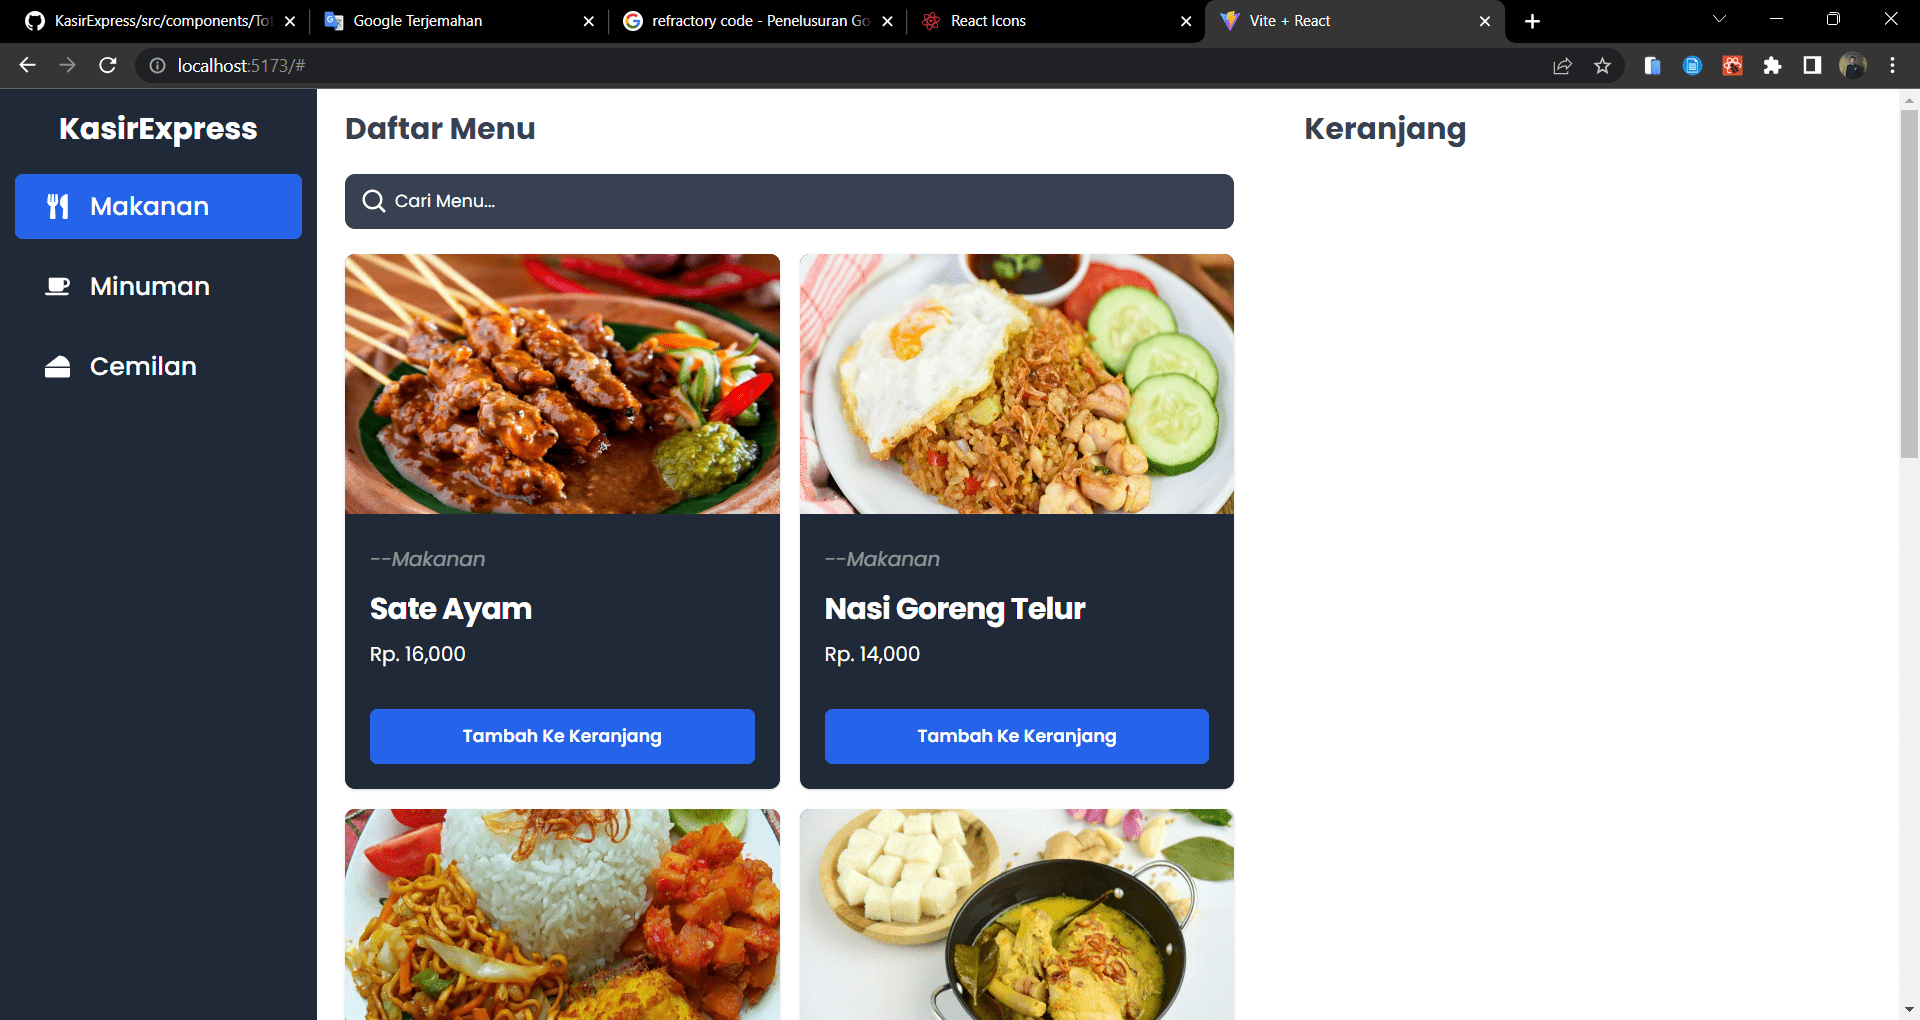 KasirExpress/src/components/Tot
Google Terjemahan
refractory code - Penelusuran Go
React Icons
Vite + React
localhost:5173/#
KasirExpress
Makanan
Minuman
Cemilan
Daftar Menu
Cari Menu...
--Makanan
Sate Ayam
Rp. 16,000
Tambah Ke Keranjang
--Makanan
Nasi Goreng Telur
Rp. 14,000
Tambah Ke Keranjang
Keranjang